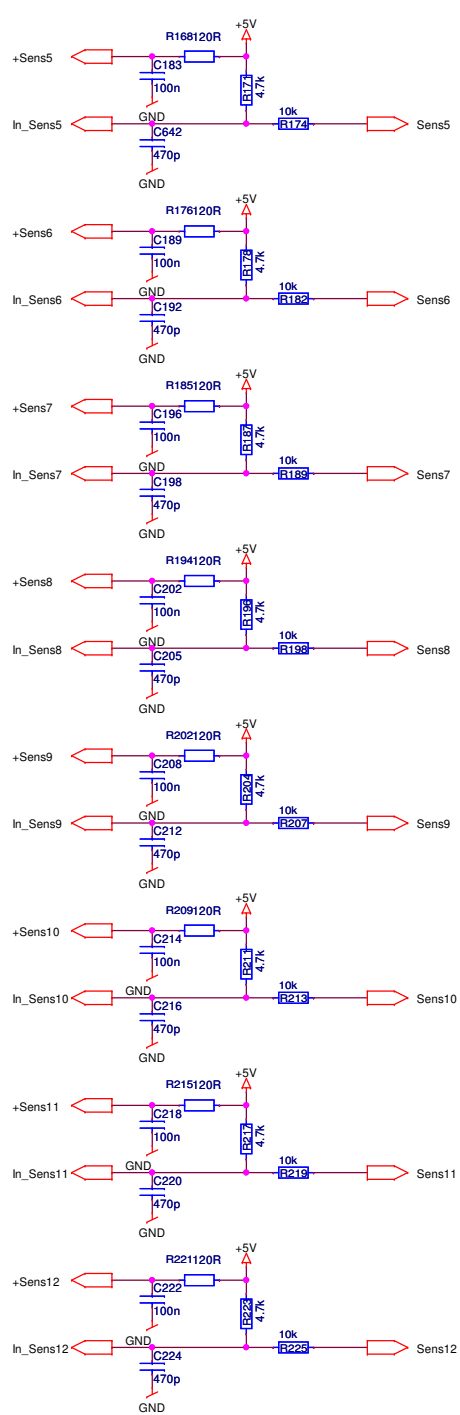 +5V
R168120R
+Sens5
C183
100n
R171
4.7k
GND
10k
In_Sens5
R174
Sens5
C642
470p
GND
+5V
R176120R
+Sens6
C189
100n
R178
4.7k
GND
10k
In_Sens6
R182
Sens6
C192
470p
GND
+5V
R185120R
+Sens7
C196
100n
R187
4.7k
GND
10k
In_Sens7
R189
Sens7
C198
470p
GND
+5V
R194120R
+Sens8
C202
100n
R196
4.7k
GND
10k
In_Sens8
R198
Sens8
C205
470p
GND
+5V
R202120R
+Sens9
C208
100n
R204
4.7k
GND
10k
In_Sens9
R207
Sens9
C212
470p
GND
+5V
R209120R
+Sens10
C214
100n
R211
4.7k
GND
10k
In_Sens10
R213
Sens10
C216
470p
GND
+5V
R215120R
+Sens11
C218
100n
R217
4.7k
GND
10k
In_Sens11
R219
Sens11
C220
470p
GND
+5V
R221120R
+Sens12
C222
100n
R223
4.7k
GND
10k
In_Sens12
R225
Sens12
C224
470p
GND